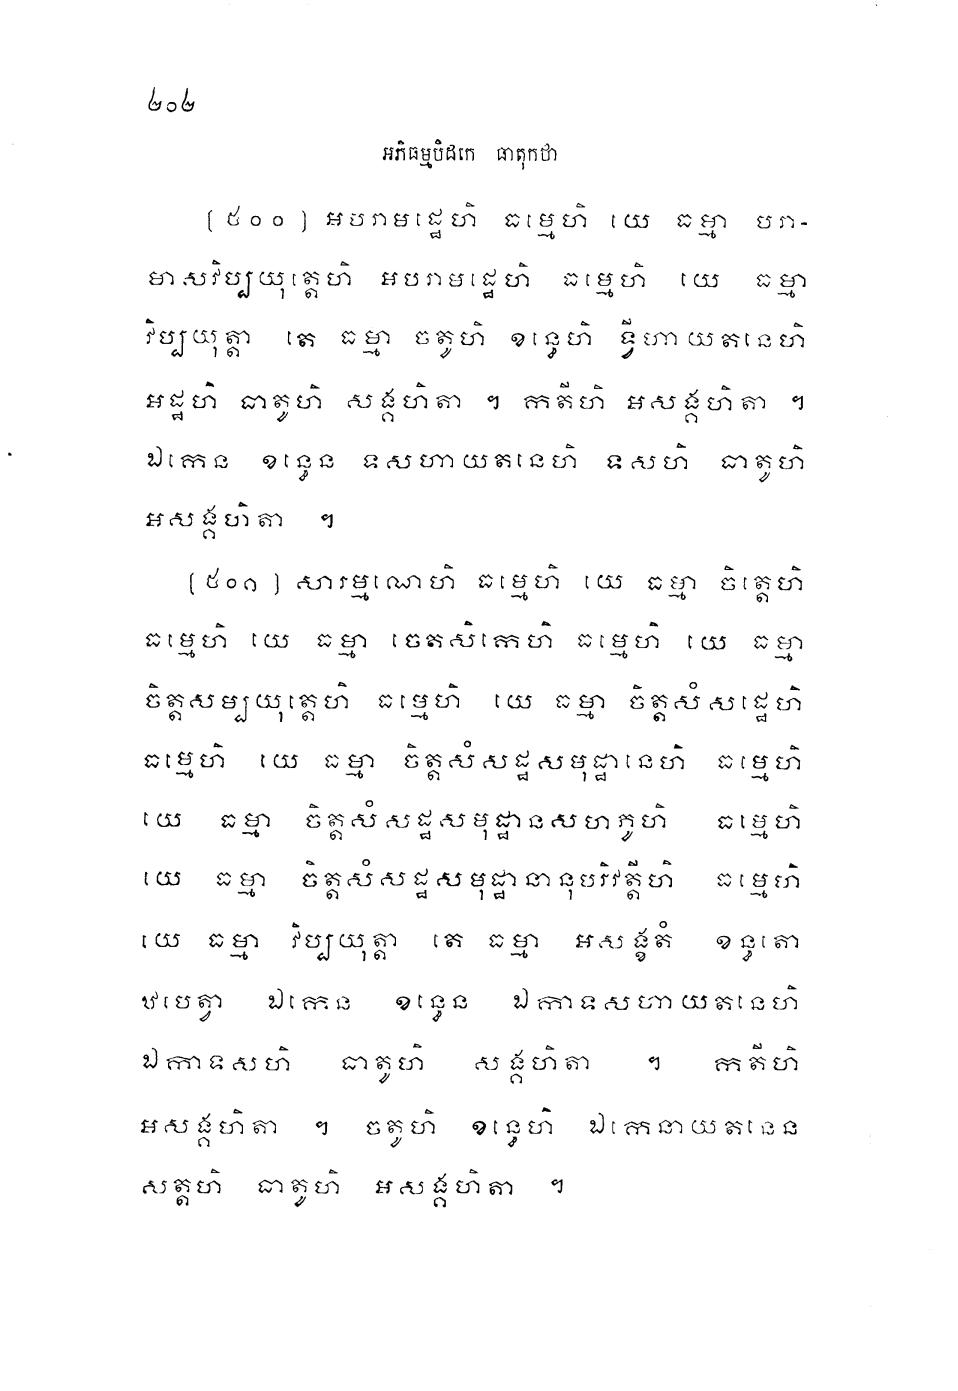 ២០២
អភិធម្មបិដកេ ធាតុកថា
[៥០០] អបរាមដ្ឋេហិ ធម្មេហិ យេ ធម្មា បរា-
មាសវិប្បយុត្តេហិ អបរាមដ្ឋេហិ ធម្មេហិ យេ ធម្មា
វិប្បយុត្តា តេ ធម្មា ចតូហិ ខន្ធេហិ ទ្វីហាយតនេហិ
អដ្ឋហិ ធាតូហិ សង្គហិតា ។ កតីហិ អសង្គហិតា ។
ឯកេន ខន្ធេន ទសហាយតនេហិ ទសហិ ធាតូហិ
អសង្គហិតា ។
[៥០១] សារម្មណេហិ ធម្មេហិ យេ ធម្មា ចិត្តេហិ
ធម្មេហិ យេ ធម្មា ចេតសិកេហិ ធម្មេហិ យេ ធម្មា
ចិត្តសម្បយុត្តេហិ ធម្មេហិ យេ ធម្មា ចិត្តសំសដ្ឋេហិ
ធម្មេហិ យេ ធម្មា ចិត្តសំសដ្ឋសមុដ្ឋានេហិ ធម្មេហិ
យេ ធម្មា ចិត្តសំសដ្ឋសមុដ្ឋានសហភូហិ ធម្មេហិ
យេ ធម្មា ចិត្តសំសដ្ឋសមុដ្ឋានានុបរិវត្តីហិ ធម្មេហិ
យេ ធម្មា វិប្បយុត្តា តេ ធម្មា អសង្ខតំ ខន្ធតោ
ឋបេត្វា ឯកេន ខន្ធេន ឯកាទសហាយតនេហិ
ឯកាទសហិ ធាតូហិ សង្គហិតា ។ កតីហិ
អសង្គហិតា ។ ចតូហិ ខន្ធេហិ ឯកេនាយតនេន
សត្តហិ ធាតូហិ អសង្គហិតា ។